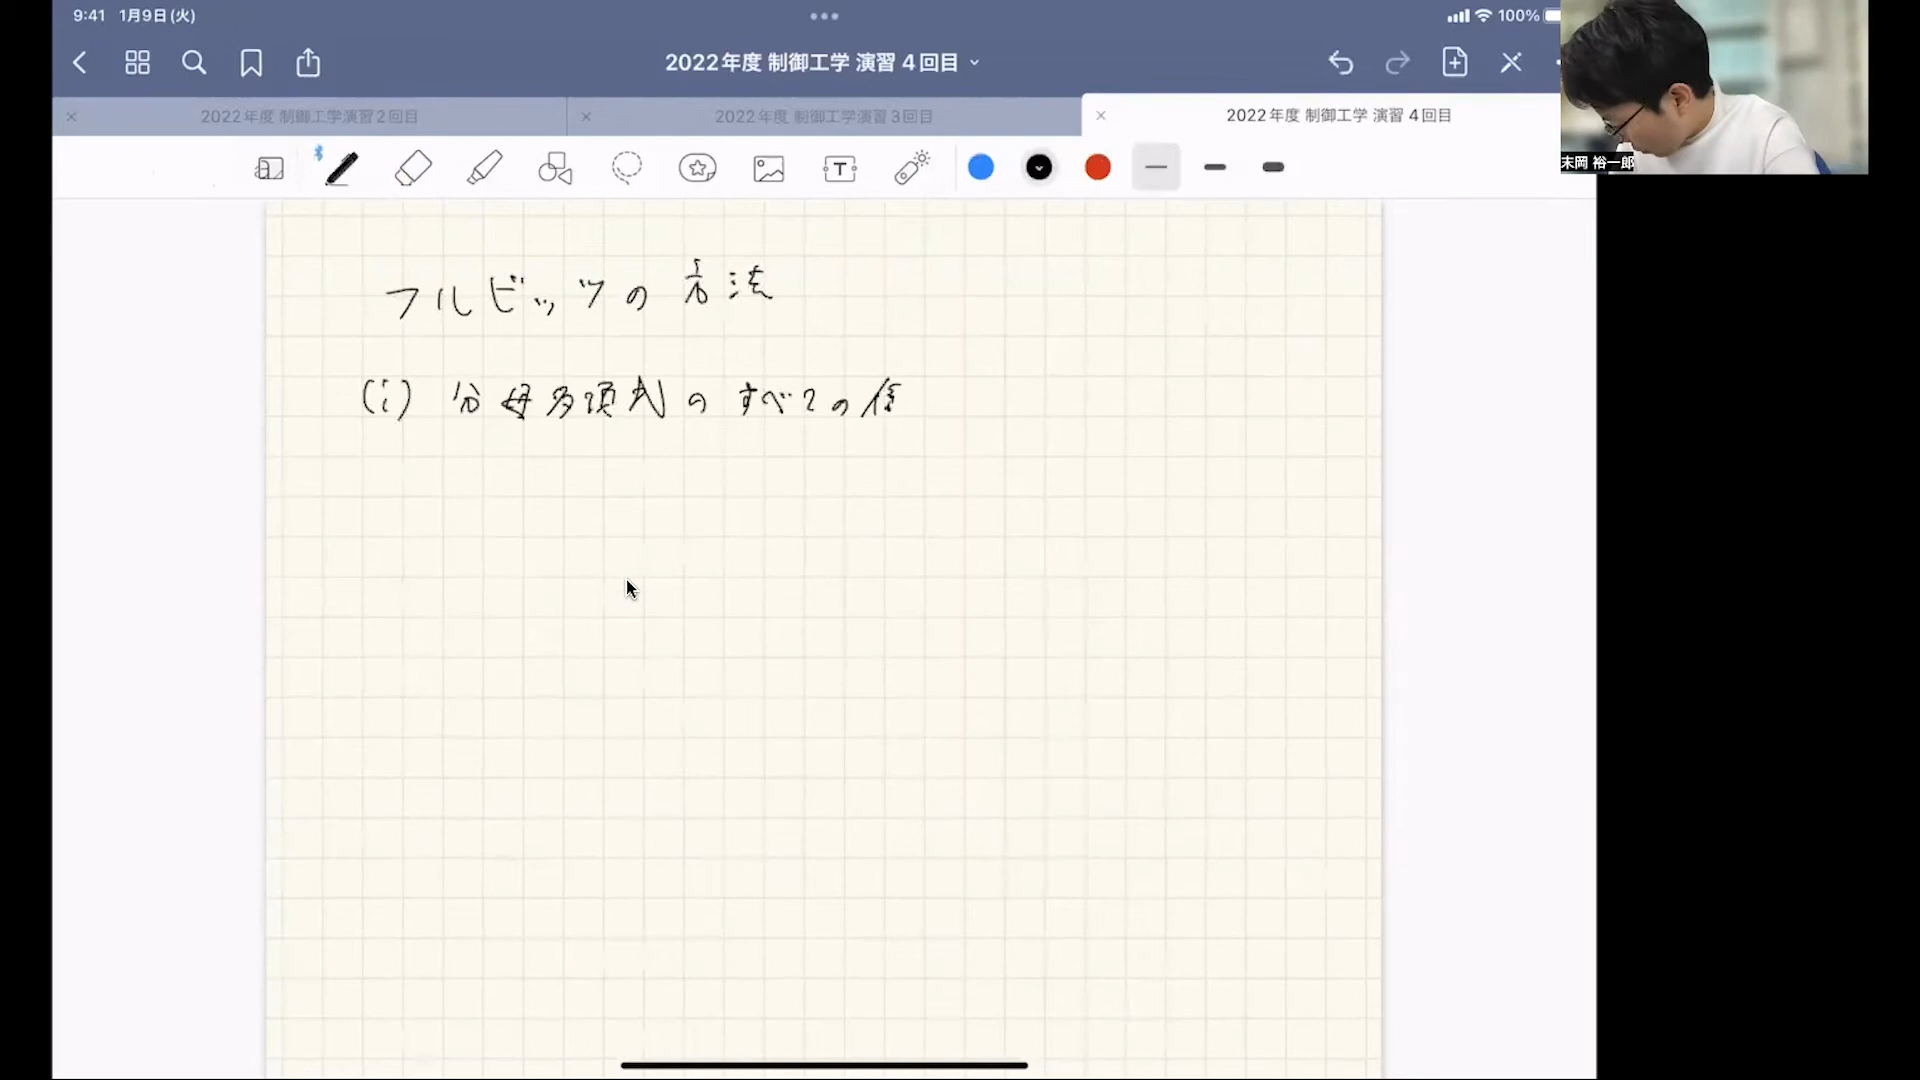 9:41 1月9日(火)
100%
2022年度 制御工学 演習 4回目
2022年度 制御工学演習2回目
2022年度 制御工学演習3回目
2022年度 制御工学 演習 4回目
末岡 裕一郎
フルビッツの方法
(i) 分母多項式のすべての係